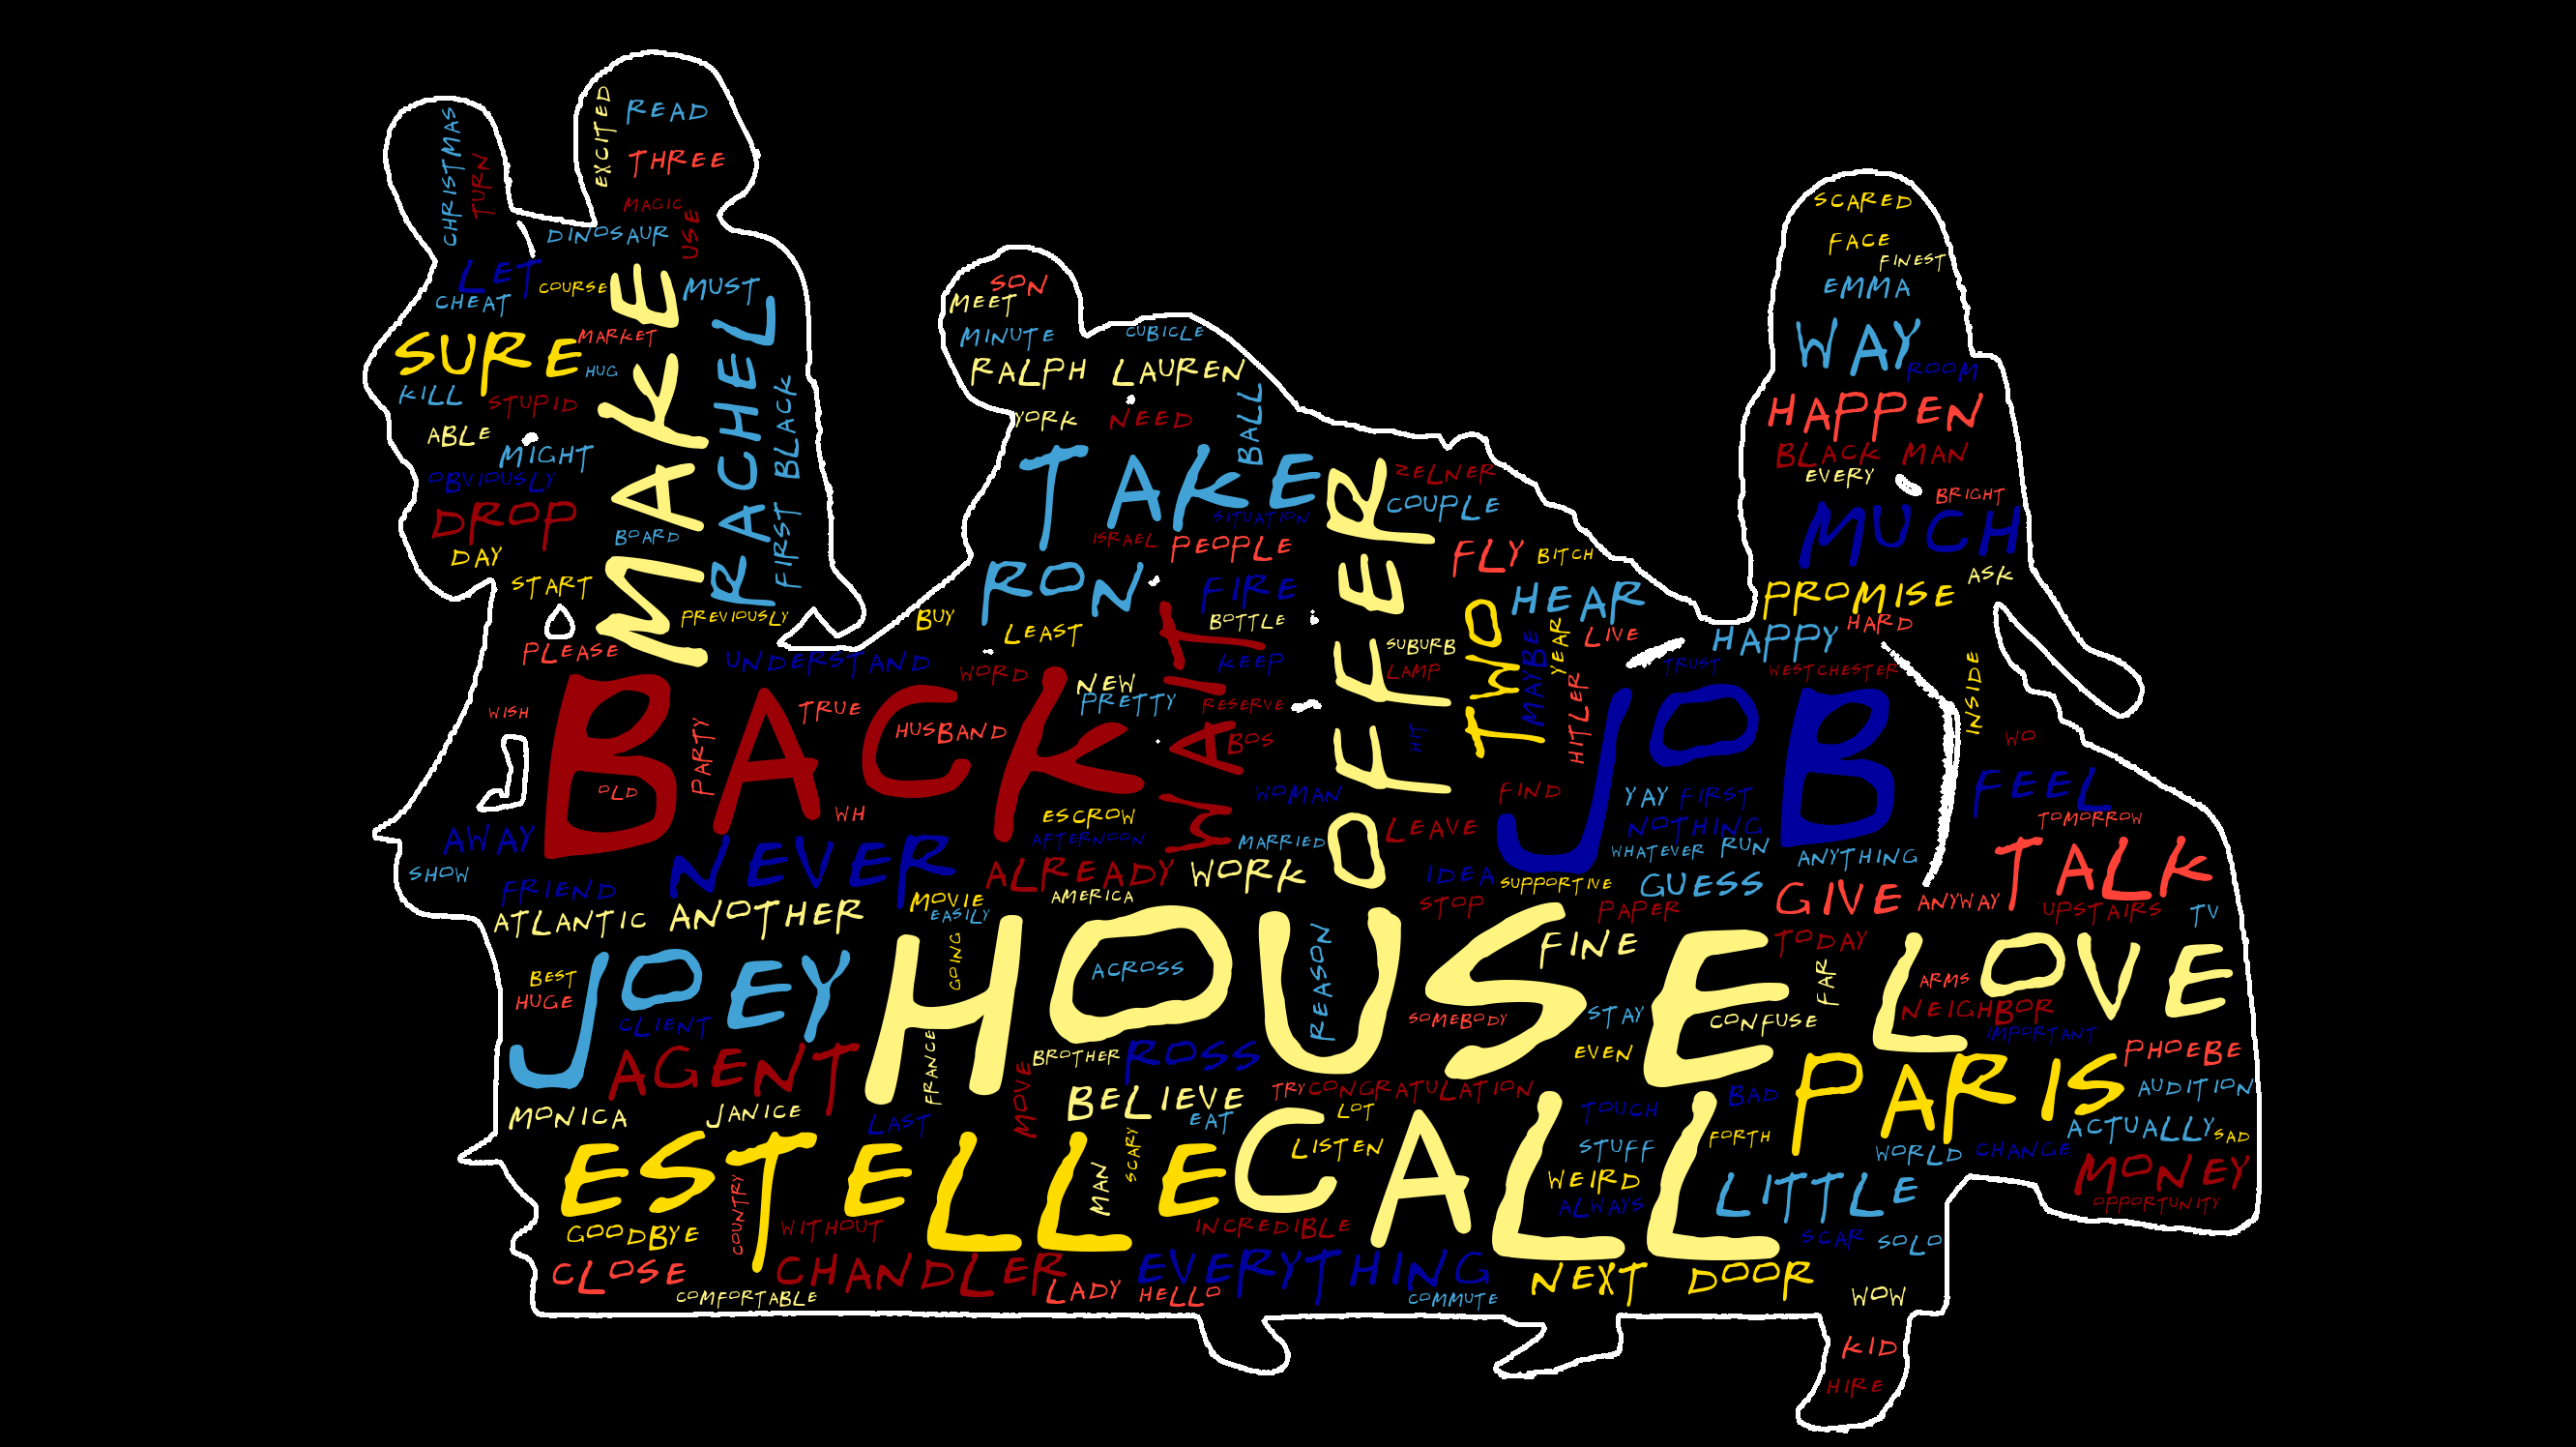 EXCITED
READ
THREE
MAGIC
USE
CHRISTMAS
TURN
DINOSAUR
LET
COURSE
CHEAT
MUST
MAKE
RACHEL
SURE
MARKET
HUG
KILL
STUPID
FIRST BLACK
ABLE
MIGHT
OBVIOUSLY
DROP
BOARD
DAY
START
PREVIOUSLY
PLEASE
SON
MEET
MINUTE
CUBICLE
RALPH LAUREN
YORK
NEED
BALL
TAKE
SITUATION
ISRAEL
PEOPLE
RON
FIRE
BUY
LEAST
BOTTLE
OFFER
ZELNER
COUPLE
FLY
BITCH
HEAR
TWO
MAYBE
YEAR
LIVE
SUBURB
LAMP
HITLER
SCARED
FACE
FINEST
EMMA
WAY
ROOM
HAPPEN
BLACK MAN
EVERY
BRIGHT
MUCH
ASK
PROMISE
HARD
HAPPY
TRUST
WESTCHESTER
INSIDE
UNDERSTAND
WORD
KEEP
NEW
PRETTY
RESERVE
WAIT
BOS
HIT
WISH
BACK
PARTY
TRUE
HUSBAND
OLD
WH
JOB
WO
FEEL
WOMAN
FIND
YAY
FIRST
ESCROW
AFTERNOON
MARRIED
LEAVE
NOTHING
TOMORROW
AWAY
NEVER
WHATEVER
RUN
ANYTHING
TALK
SHOW
FRIEND
ALREADY
WORK
IDEA
SUPPORTIVE
GUESS
GIVE
ANYWAY
MOVIE
EASILY
AMERICA
STOP
PAPER
UPSTAIRS
TV
ATLANTIC
ANOTHER
JOEY
GOING
HOUSE
ACROSS
REASON
FINE
TODAY
FAR
LOVE
ARMS
NEIGHBOR
BEST
HUGE
CLIENT
SOMEBODY
STAY
CONFUSE
IMPORTANT
AGENT
FRANCE
MOVE
BROTHER
ROSS
EVEN
PHOEBE
PARIS
AUDITION
BELIEVE
TRY
CONGRATULATION
BAD
MONICA
JANICE
LAST
EAT
LOT
TOUCH
ACTUALLY
SAD
ESTELLE
SCARY
MAN
CALL
LISTEN
STUFF
FORTH
WORLD
CHANGE
MONEY
WEIRD
LITTLE
ALWAYS
OPPORTUNITY
COUNTRY
GOODBYE
WITHOUT
INCREDIBLE
SCAR
SOLO
CLOSE
CHANDLER
EVERYTHING
NEXT DOOR
COMFORTABLE
LADY
HELLO
COMMUTE
WOW
KID
HIRE